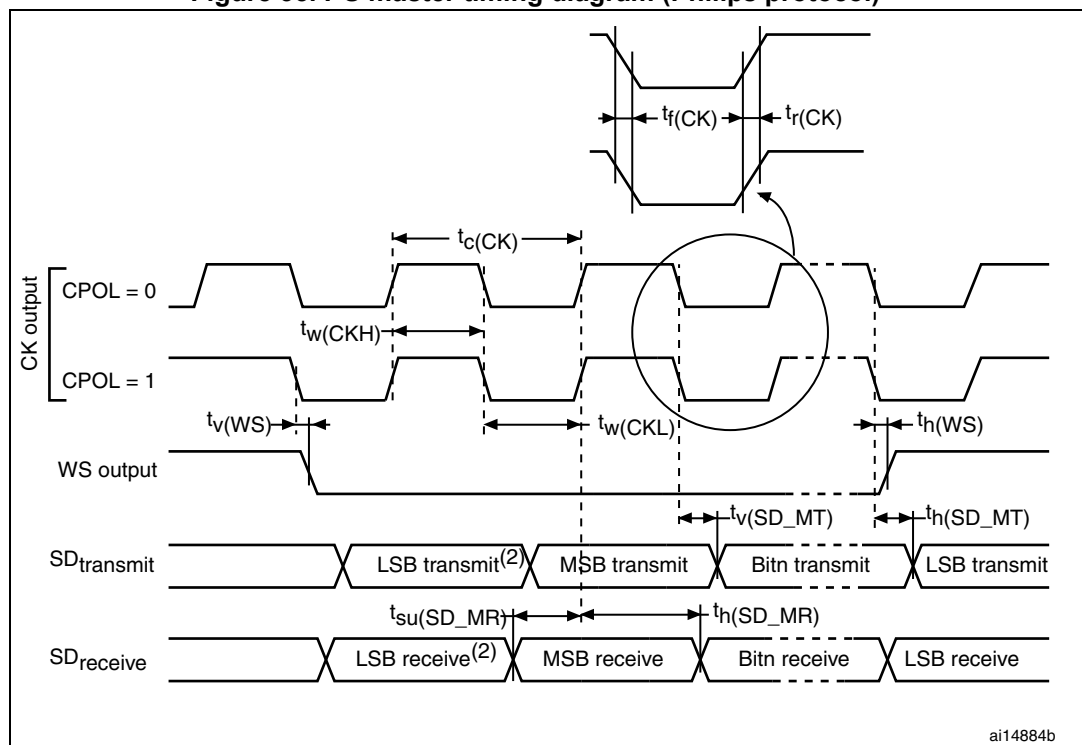 tf(CK)
tr(CK)
tc(CK)
CK output
CPOL = 0
tw(CKH)
CPOL = 1
tv(WS)
tw(CKL)
th(WS)
WS output
tv(SD_MT)
th(SD_MT)
SDtransmit
LSB transmit(2)
MSB transmit
Bitn transmit
LSB transmit
tsu(SD_MR)
th(SD_MR)
SDreceive
LSB receive(2)
MSB receive
Bitn receive
LSB receive
ai14884b